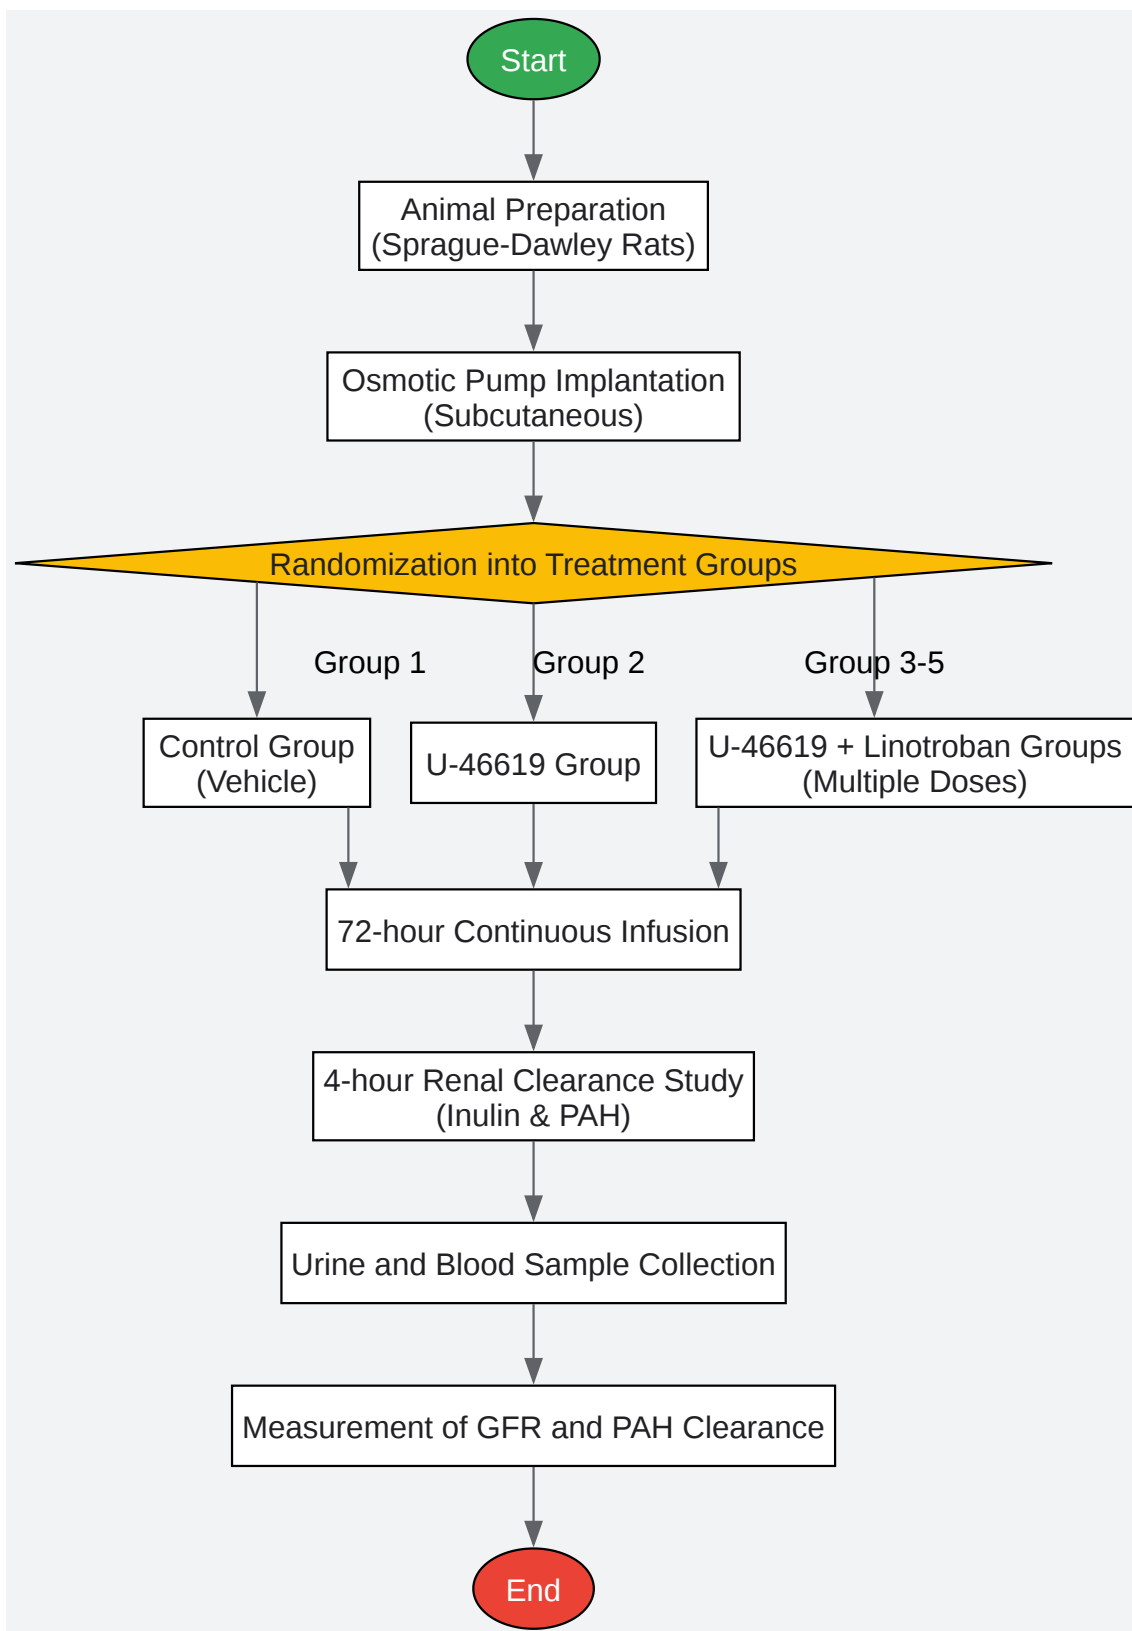 Start
Animal Preparation
(Sprague-Dawley Rats)
Osmotic Pump Implantation
(Subcutaneous)
Randomization into Treatment Groups
Group 1
Group 2
Group 3-5
Control Group
(Vehicle)
U-46619 Group
U-46619 + Linotroban Groups
(Multiple Doses)
72-hour Continuous Infusion
4-hour Renal Clearance Study
(Inulin & PAH)
Urine and Blood Sample Collection
Measurement of GFR and PAH Clearance
End